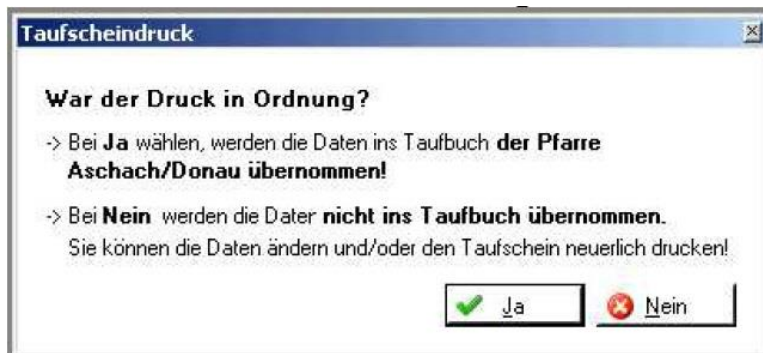 Taufscheindruck
War der Druck in Ordnung?
-> Bei Ja wählen, werden die Daten ins Taufbuch der Pfarre
Aschach/Donau übernommen!
-> Bei Nein werden die Dater nicht ins Taufbuch übernommen.
Sie können die Daten ändern und/oder den Taufschein neuerlich drucken!
Ja
Nein